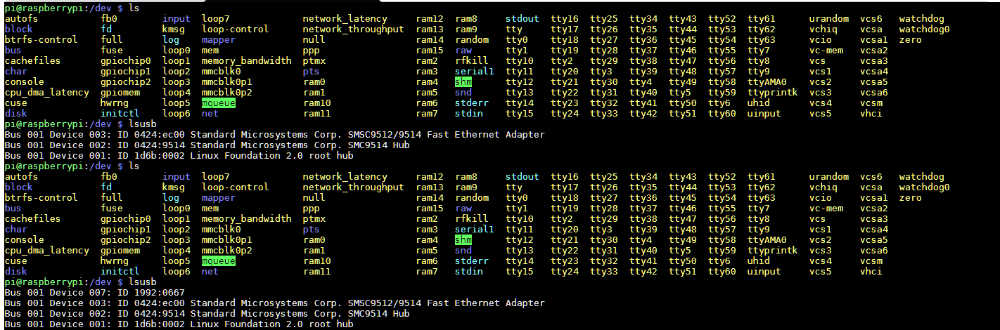 pi@raspberrypi:/dev $ ls
autofs fb0 input loop7 network_latency ram12 ram8 stdout tty16 tty25 tty34 tty43 tty52 tty61 urandom vcs6 watchdog
block fd kmsg loop-control network_throughput ram13 ram9 tty tty17 tty26 tty35 tty44 tty53 tty62 vchiq vcsa watchdog0
btrfs-control full log mapper null ram14 random tty0 tty18 tty27 tty36 tty45 tty54 tty63 vcio vcsa1 zero
bus fuse loop0 mem ppp ram15 raw tty1 tty19 tty28 tty37 tty46 tty55 tty7 vc-mem vcsa2
cachefiles gpiochip0 loop1 memory_bandwidth ptmx ram2 rfkill tty10 tty2 tty29 tty38 tty47 tty56 tty8 vcs vcsa3
char gpiochip1 loop2 mmcblk0 pts ram3 serial1 tty11 tty20 tty3 tty39 tty48 tty57 tty9 vcs1 vcsa4
console gpiochip2 loop3 mmcblk0p1 ram0 ram4 shm tty12 tty21 tty30 tty4 tty49 tty58 ttyAMA0 vcs2 vcsa5
cpu_dma_latency gpiomem loop4 mmcblk0p2 ram1 ram5 snd tty13 tty22 tty31 tty40 tty5 tty59 ttyprintk vcs3 vcsa6
cuse hwrng loop5 mqueue ram10 ram6 stderr tty14 tty23 tty32 tty41 tty50 tty6 uhid vcs4 vcsm
disk initctl loop6 net ram11 ram7 stdin tty15 tty24 tty33 tty42 tty51 tty60 uinput vcs5 vhci
pi@raspberrypi:/dev $ lsusb
Bus 001 Device 003: ID 0424:ec00 Standard Microsystems Corp. SMSC9512/9514 Fast Ethernet Adapter
Bus 001 Device 002: ID 0424:9514 Standard Microsystems Corp. SMC9514 Hub
Bus 001 Device 001: ID 1d6b:0002 Linux Foundation 2.0 root hub
pi@raspberrypi:/dev $ ls
autofs fb0 input loop7 network_latency ram12 ram8 stdout tty16 tty25 tty34 tty43 tty52 tty61 urandom vcs6 watchdog
block fd kmsg loop-control network_throughput ram13 ram9 tty tty17 tty26 tty35 tty44 tty53 tty62 vchiq vcsa watchdog0
btrfs-control full log mapper null ram14 random tty0 tty18 tty27 tty36 tty45 tty54 tty63 vcio vcsa1 zero
bus fuse loop0 mem ppp ram15 raw tty1 tty19 tty28 tty37 tty46 tty55 tty7 vc-mem vcsa2
cachefiles gpiochip0 loop1 memory_bandwidth ptmx ram2 rfkill tty10 tty2 tty29 tty38 tty47 tty56 tty8 vcs vcsa3
char gpiochip1 loop2 mmcblk0 pts ram3 serial1 tty11 tty20 tty3 tty39 tty48 tty57 tty9 vcs1 vcsa4
console gpiochip2 loop3 mmcblk0p1 ram0 ram4 shm tty12 tty21 tty30 tty4 tty49 tty58 ttyAMA0 vcs2 vcsa5
cpu_dma_latency gpiomem loop4 mmcblk0p2 ram1 ram5 snd tty13 tty22 tty31 tty40 tty5 tty59 ttyprintk vcs3 vcsa6
cuse hwrng loop5 mqueue ram10 ram6 stderr tty14 tty23 tty32 tty41 tty50 tty6 uhid vcs4 vcsm
disk initctl loop6 net ram11 ram7 stdin tty15 tty24 tty33 tty42 tty51 tty60 uinput vcs5 vhci
pi@raspberrypi:/dev $ lsusb
Bus 001 Device 007: ID 1992:0667
Bus 001 Device 003: ID 0424:ec00 Standard Microsystems Corp. SMSC9512/9514 Fast Ethernet Adapter
Bus 001 Device 002: ID 0424:9514 Standard Microsystems Corp. SMC9514 Hub
Bus 001 Device 001: ID 1d6b:0002 Linux Foundation 2.0 root hub